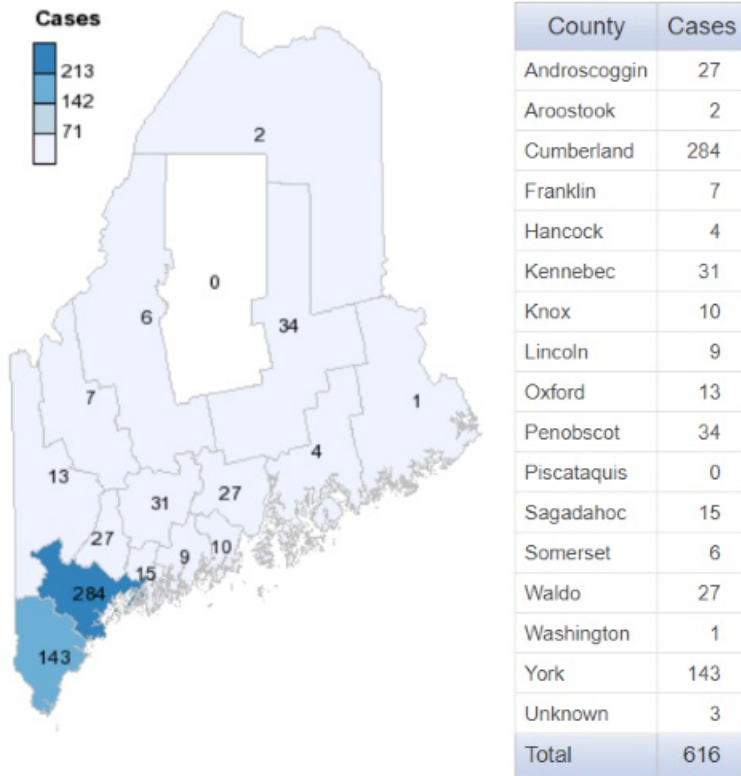 Cases
213
142
71
2
0
6
34
7
1
4
13
31
27
27
10
9
15
284
143
County Cases
Androscoggin 27
Aroostook 2
Cumberland 284
Franklin 7
Hancock 4
Kennebec 31
Knox 10
Lincoln 9
Oxford 13
Penobscot 34
Piscataquis 0
Sagadahoc 15
Somerset 6
Waldo 27
Washington 1
York 143
Unknown 3
Total 616